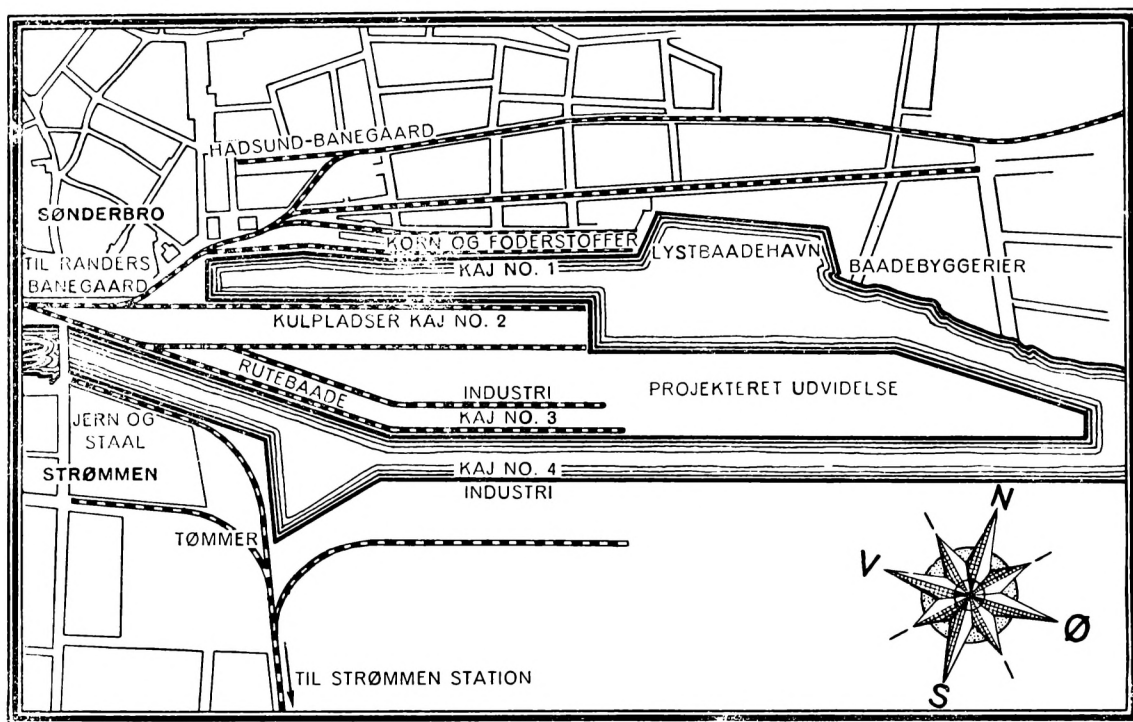 HADSUND-BANEGAARD
SØNDERBRO
KORN OG FODERSTOFFER
LYSTBAADEHAVN
TIL RANDERS
BANEGAARD
KAJ NO. 1
BAADEBYGGERIER
KULPLADSER KAJ NO. 2
RUTEBAADE
INDUSTRI
PROJEKTERET UDVIDELSE
KAJ NO. 3
JERN OG
STAAL
STRØMMEN
KAJ NO. 4
INDUSTRI
TØMMER
N
V
Ø
S
TIL STRØMMEN STATION